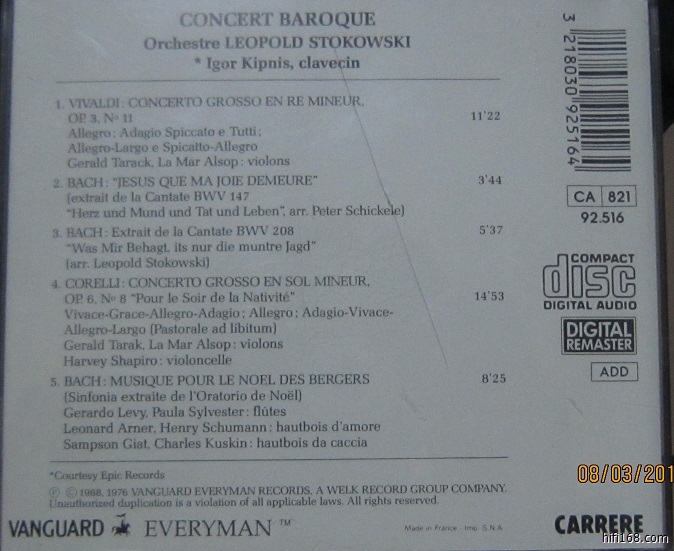 CONCERT BAROQUE
Orchestre LEOPOLD STOKOWSKI
* Igor Kipnis, clavecin
1. VIVALDI : CONCERTO GROSSO EN RE MINEUR,
OP. 3, Nº 11 11'22
Allegro ; Adagio Spiccato e Tutti ;
Allegro-Largo e Spicatto-Allegro
Gerald Tarack, La Mar Alsop : violons
2. BACH : "JESUS QUE MA JOIE DEMEURE" 3'44
(extrait de la Cantate BWV 147
"Herz und Mund und Tat und Leben", arr. Peter Schickele)
3. BACH : Extrait de la Cantate BWV 208 5'37
"Was Mir Behagt, its nur die muntre Jagd"
(arr. Leopold Stokowski)
4. CORELLI : CONCERTO GROSSO EN SOL MINEUR,
OP. 6, Nº 8 "Pour le Soir de la Nativité" 14'53
Vivace-Grace-Allegro-Adagio ; Allegro ; Adagio-Vivace-
Allegro-Largo (Pastorale ad libitum)
Gerald Tarak, La Mar Alsop : violons
Harvey Shapiro : violoncelle
5. BACH : MUSIQUE POUR LE NOEL DES BERGERS 8'25
(Sinfonia extraite de l'Oratorio de Noël)
Gerardo Levy, Paula Sylvester : flûtes
Leonard Arner, Henry Schumann : hautbois d'amore
Sampson Giat, Charles Kuskin : hautbois da caccia
*Courtesy Epic Records
℗ © 1968, 1976 VANGUARD EVERYMAN RECORDS, A WELK RECORD GROUP COMPANY.
Unauthorized duplication is a violation of all applicable laws. All rights reserved.
VANGUARD EVERYMAN ™
Made in France - Imp. S.N.A.
CARRERE
3 218030 925164
CA 821
92.516
COMPACT
disc
DIGITAL AUDIO
DIGITAL
REMASTER
ADD
08/03/201
hifi168.com